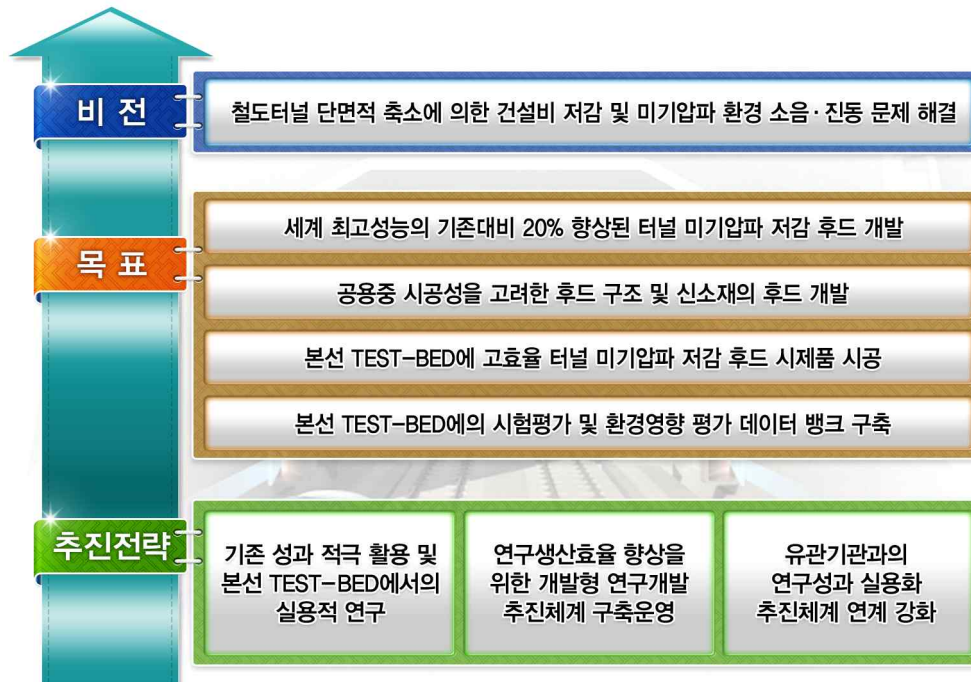 비 전
철도터널 단면적 축소에 의한 건설비 저감 및 미기압파 환경 소음·진동 문제 해결
목 표
세계 최고성능의 기존대비 20% 향상된 터널 미기압파 저감 후드 개발
공용중 시공성을 고려한 후드 구조 및 신소재의 후드 개발
본선 TEST-BED에 고효율 터널 미기압파 저감 후드 시제품 시공
본선 TEST-BED에의 시험평가 및 환경영향 평가 데이터 뱅크 구축
추진전략
기존 성과 적극 활용 및
본선 TEST-BED에서의
실용적 연구
연구생산효율 향상을
위한 개발형 연구개발
추진체계 구축운영
유관기관과의
연구성과 실용화
추진체계 연계 강화